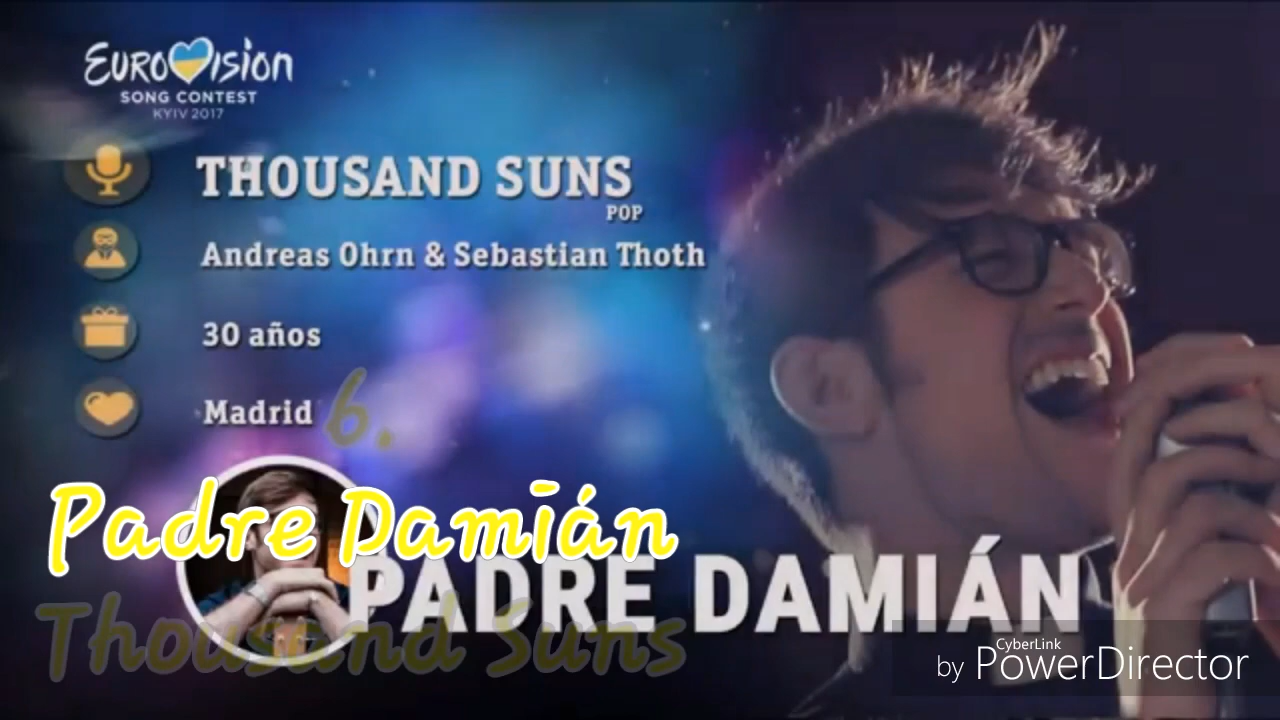 EUROVISION
SONG CONTEST
KYIV 2017
THOUSAND SUNS
POP
Andreas Ohrn & Sebastian Thoth
30 años
Madrid
6.
Padre Damián
PADRE DAMIÁN
Thousand Suns
CyberLink
by PowerDirector